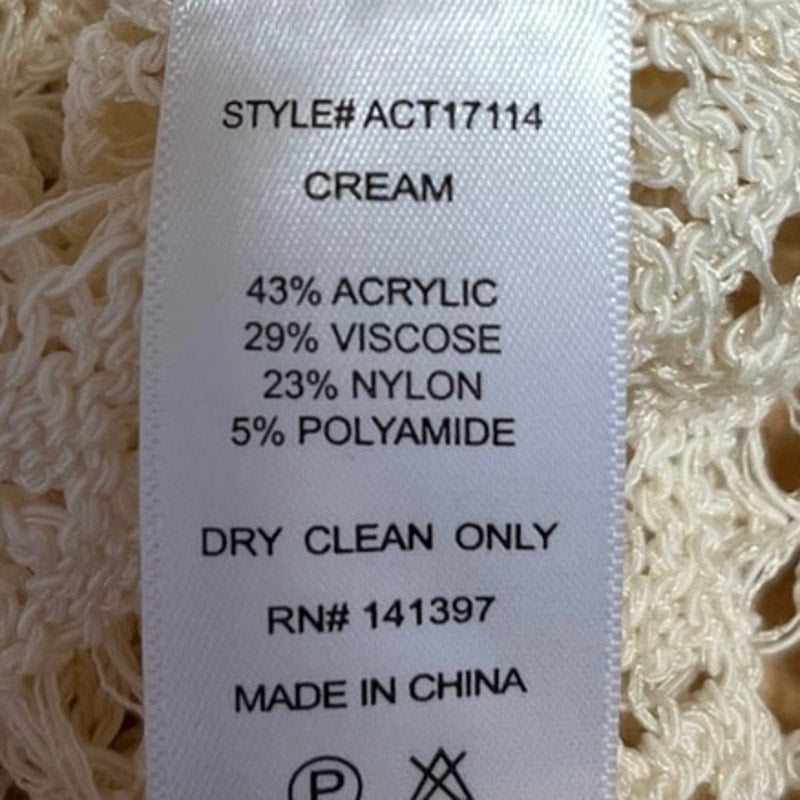 STYLE# ACT17114
CREAM
43% ACRYLIC
29% VISCOSE
23% NYLON
5% POLYAMIDE
DRY CLEAN ONLY
RN# 141397
MADE IN CHINA
P